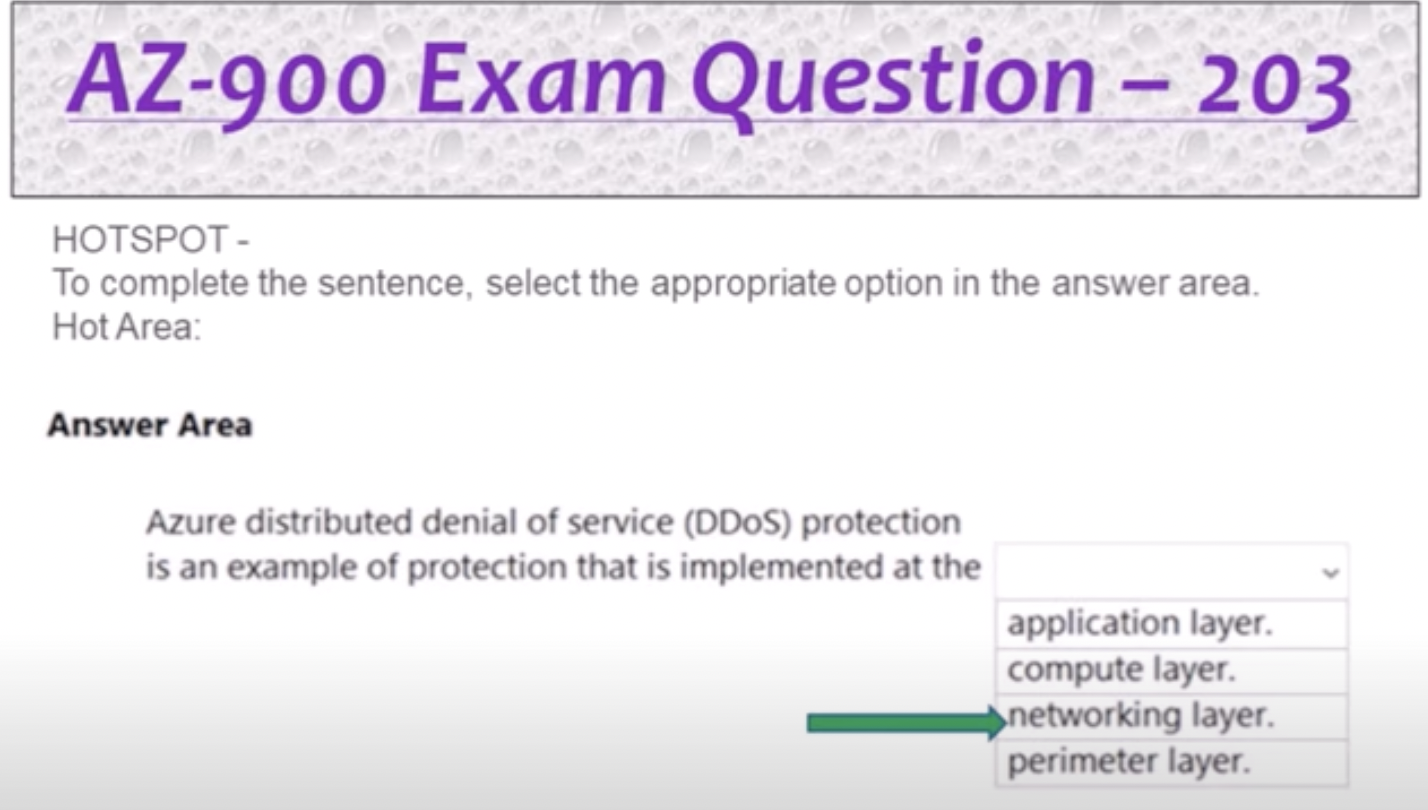 AZ-900 Exam Question – 203
HOTSPOT -
To complete the sentence, select the appropriate option in the answer area.
Hot Area:
Answer Area
Azure distributed denial of service (DDoS) protection
is an example of protection that is implemented at the
application layer.
compute layer.
networking layer.
perimeter layer.